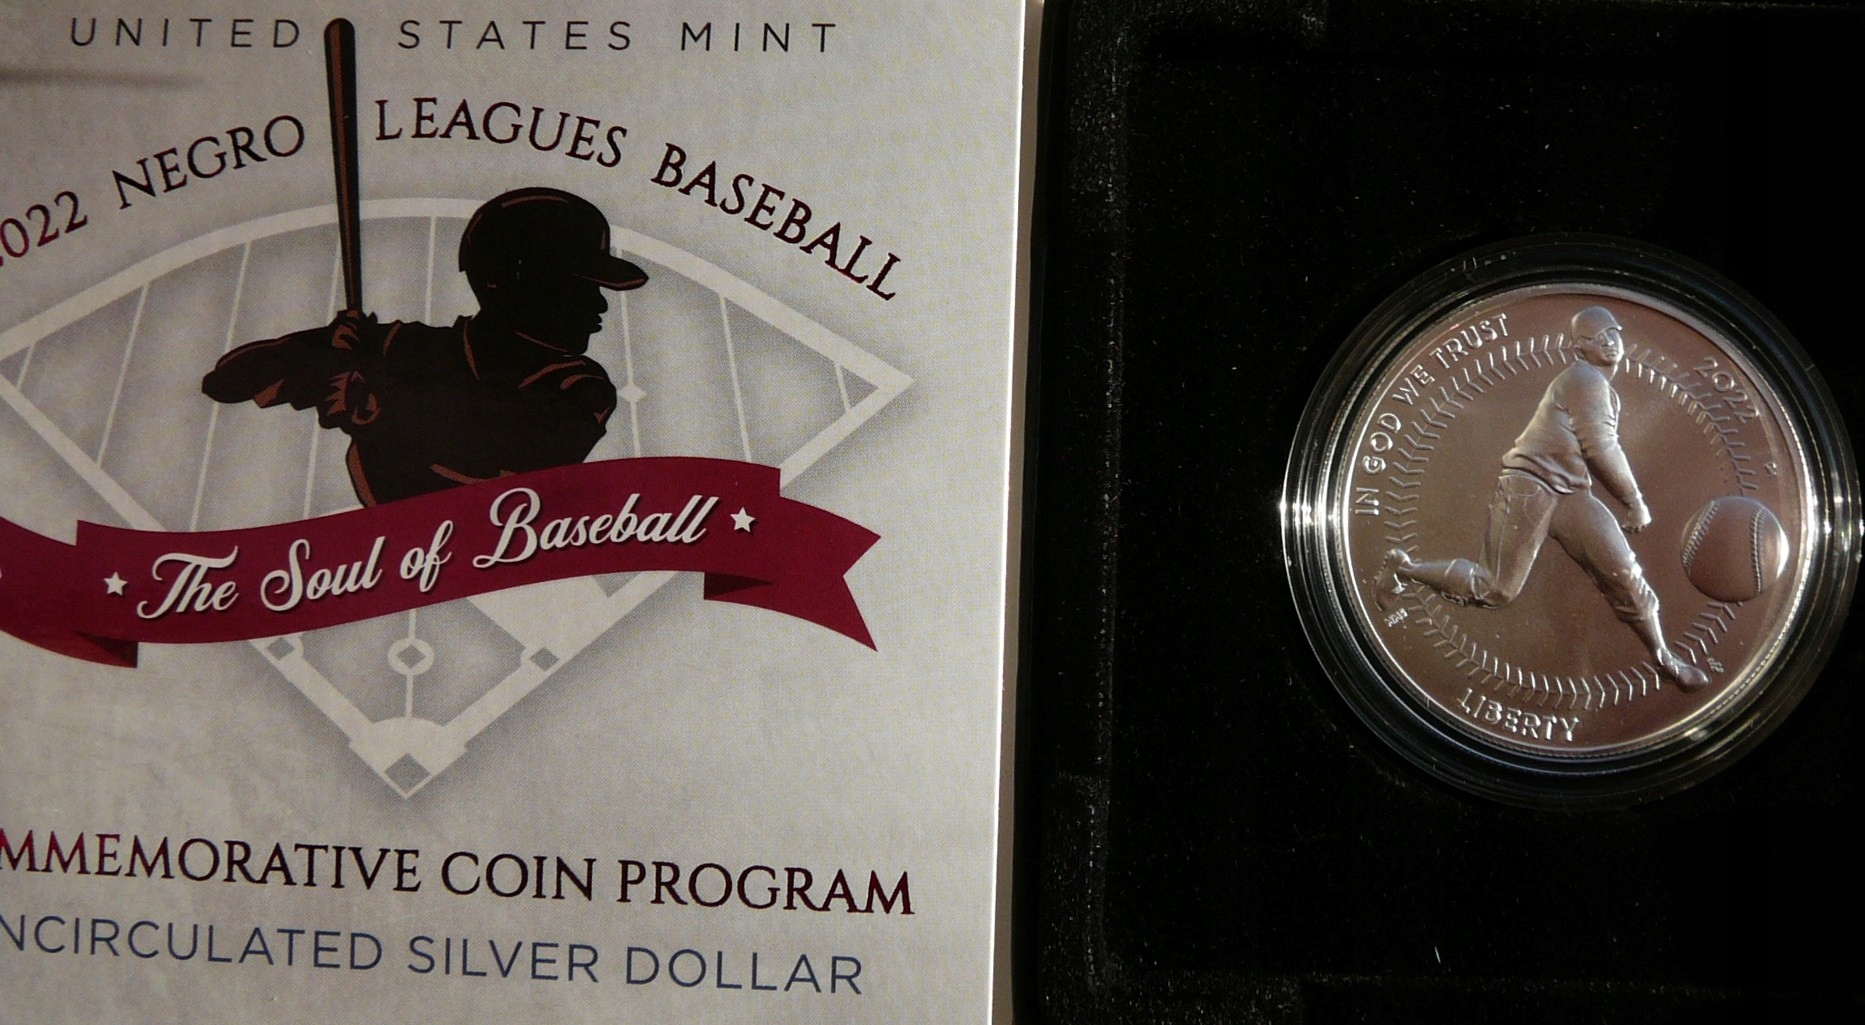 UNITED STATES MINT
2022 NEGRO LEAGUES BASEBALL
The Soul of Baseball
MMEMORATIVE COIN PROGRAM
NCIRCULATED SILVER DOLLAR
IN GOD WE TRUST
2022
LIBERTY